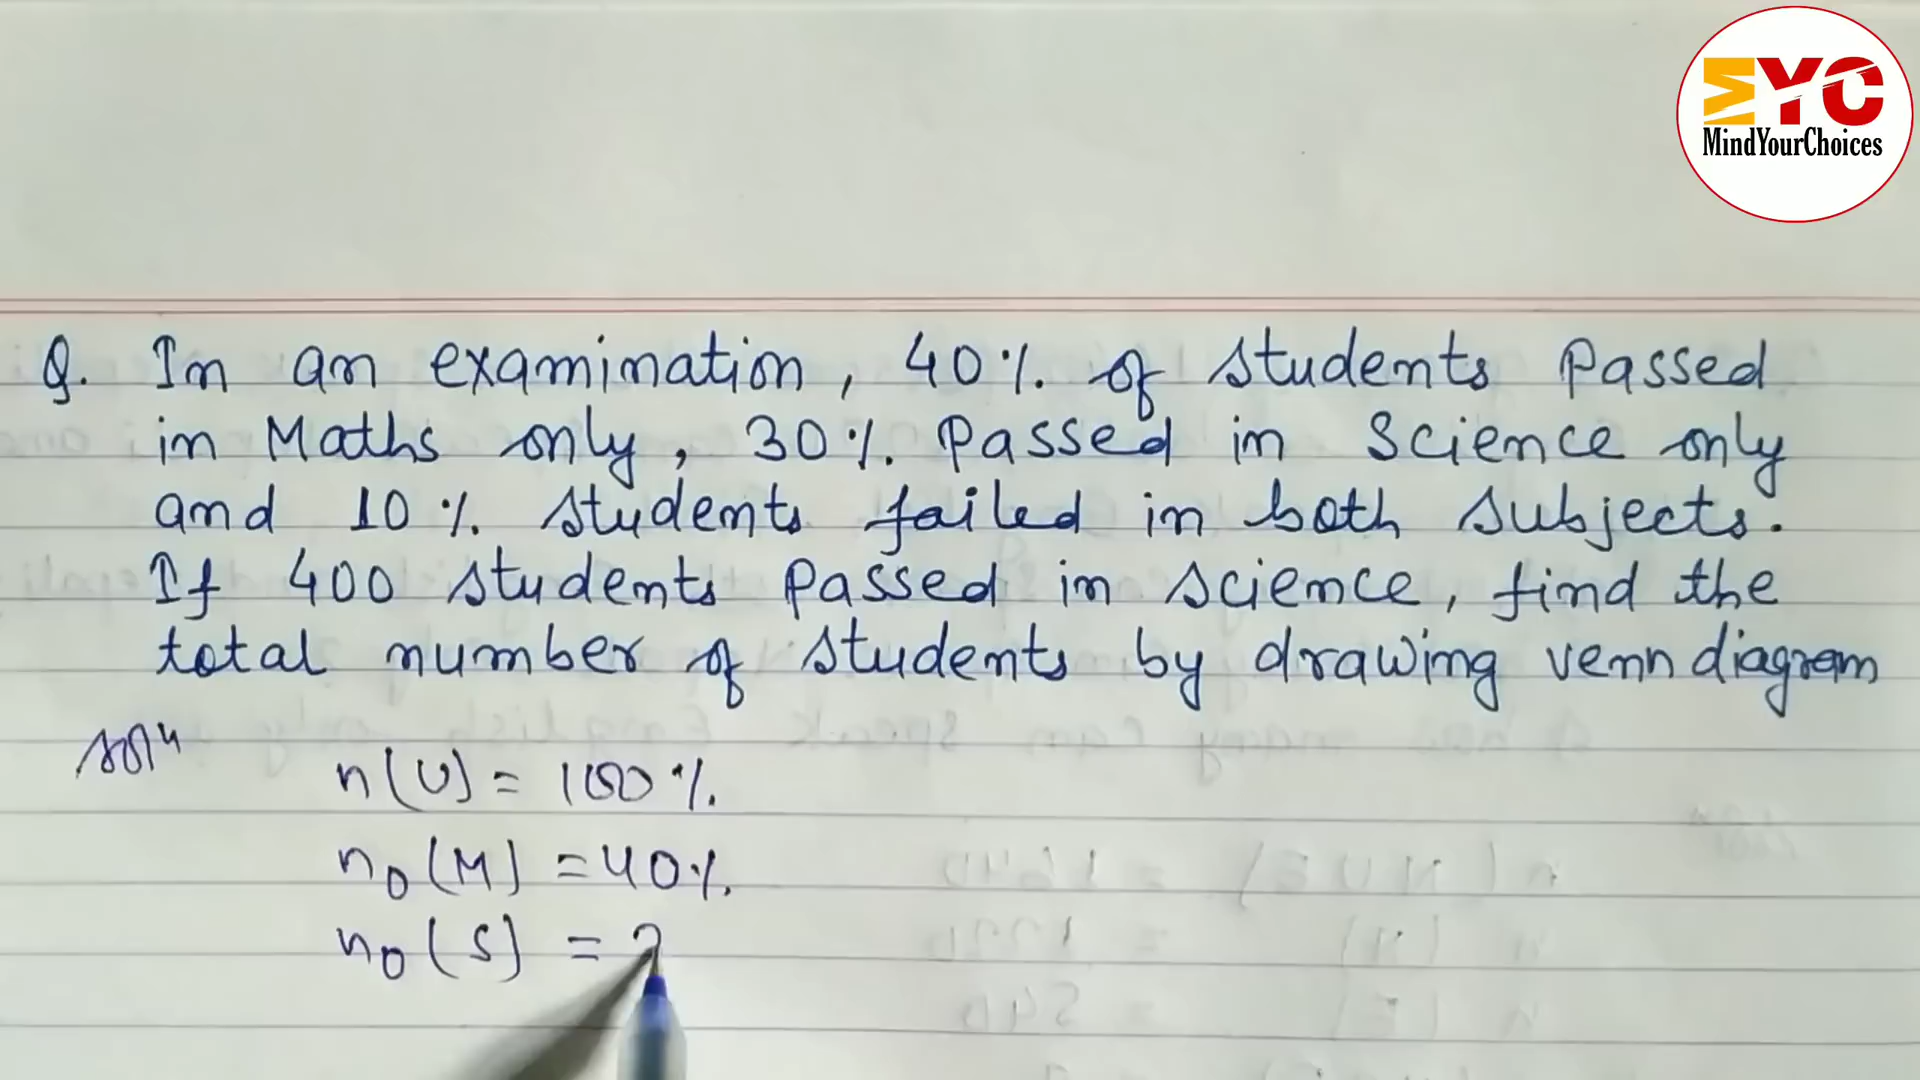 MYC
MindYourChoices
Q. In an examination, 40%. of students Passed
in Maths only, 30%. Passed in Science only
and 10%. students failed in both subjects.
If 400 students Passed in science, find the
total number of students by drawing venn diagram
solⁿ
n(U) = 100%.
n₀(M) = 40%.
n₀(S) =